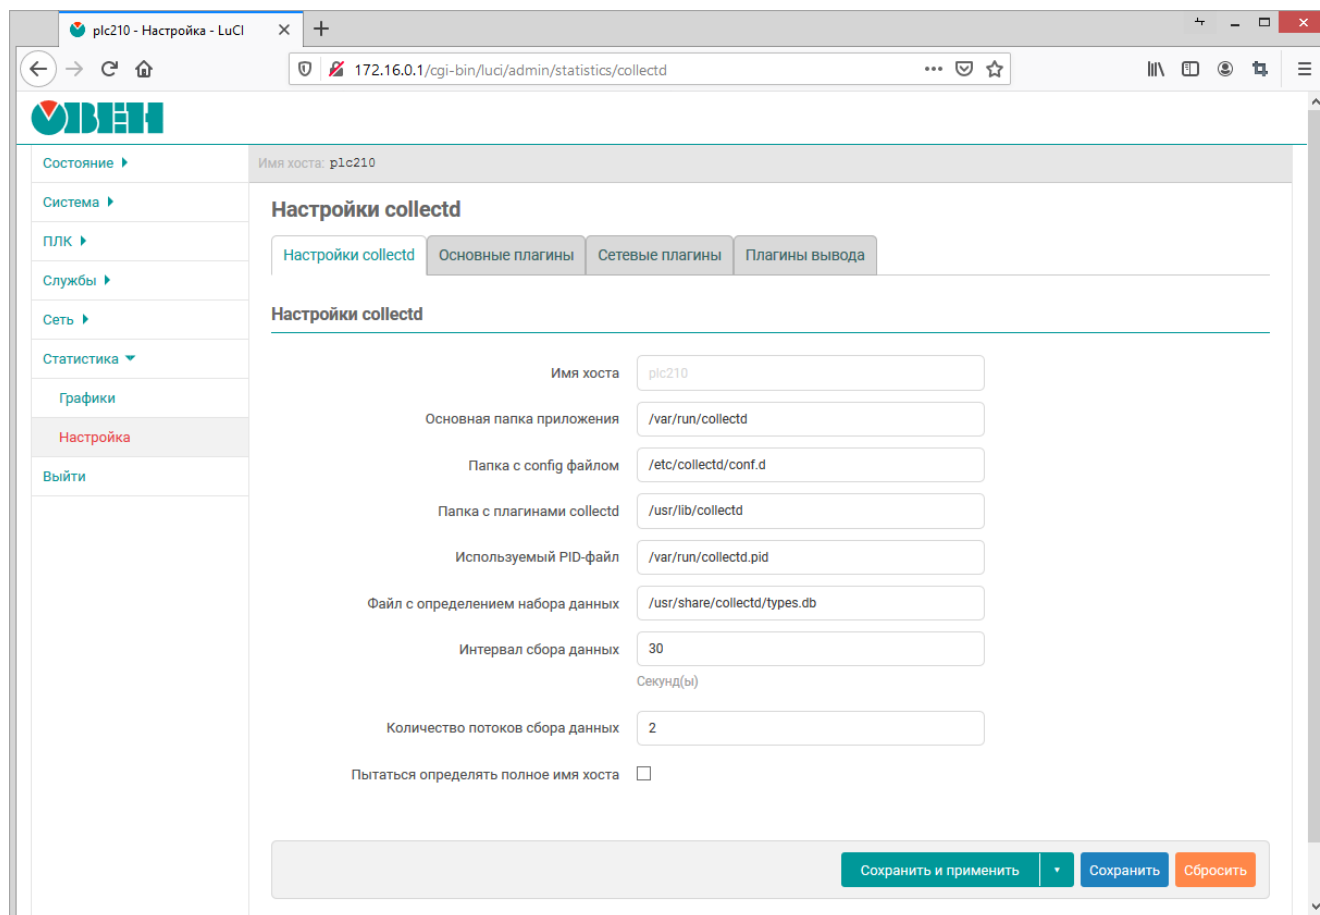 plc210 - Настройка - LuCI
172.16.0.1/cgi-bin/luci/admin/statistics/collectd
ОВЕН
Имя хоста: plc210
Состояние
Система
ПЛК
Службы
Сеть
Статистика
Графики
Настройка
Выйти
Настройки collectd
Настройки collectd Основные плагины Сетевые плагины Плагины вывода
Настройки collectd
Имя хоста plc210
Основная папка приложения /var/run/collectd
Папка с config файлом /etc/collectd/conf.d
Папка с плагинами collectd /usr/lib/collectd
Используемый PID-файл /var/run/collectd.pid
Файл с определением набора данных /usr/share/collectd/types.db
Интервал сбора данных 30
Секунд(ы)
Количество потоков сбора данных 2
Пытаться определять полное имя хоста
Сохранить и применить Сохранить Сбросить